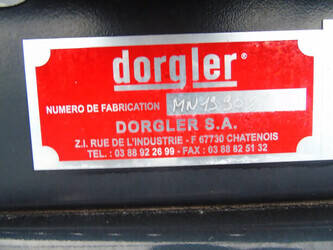 dorgler®
NUMERO DE FABRICATION
DORGLER S.A.
Z.I. RUE DE L'INDUSTRIE - F 67730 CHATENOIS
TEL. : 03 88 92 26 99 - FAX : 03 88 82 51 32